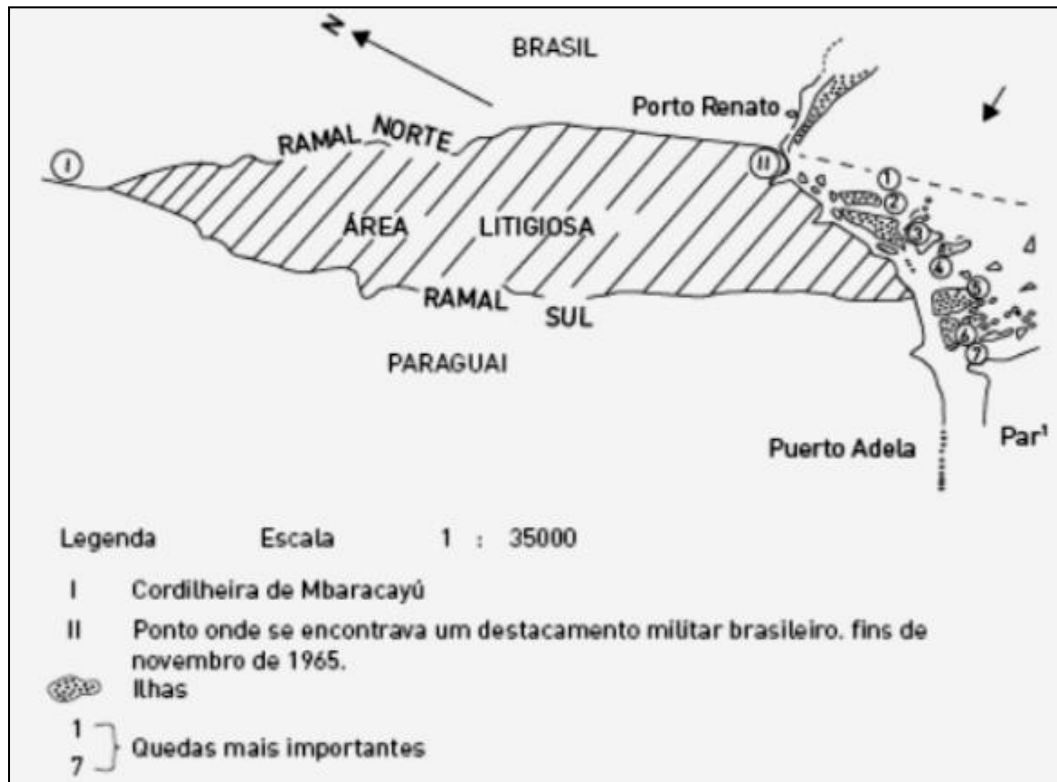 N
BRASIL
Porto Renato
RAMAL NORTE
I
II
1
2
ÁREA LITIGIOSA
3
4
5
RAMAL SUL
6
7
PARAGUAI
Puerto Adela
Par¹
Legenda Escala 1 : 35000
I Cordilheira de Mbaracayú
II Ponto onde se encontrava um destacamento militar brasileiro. fins de
novembro de 1965.
Ilhas
1
7
Quedas mais importantes